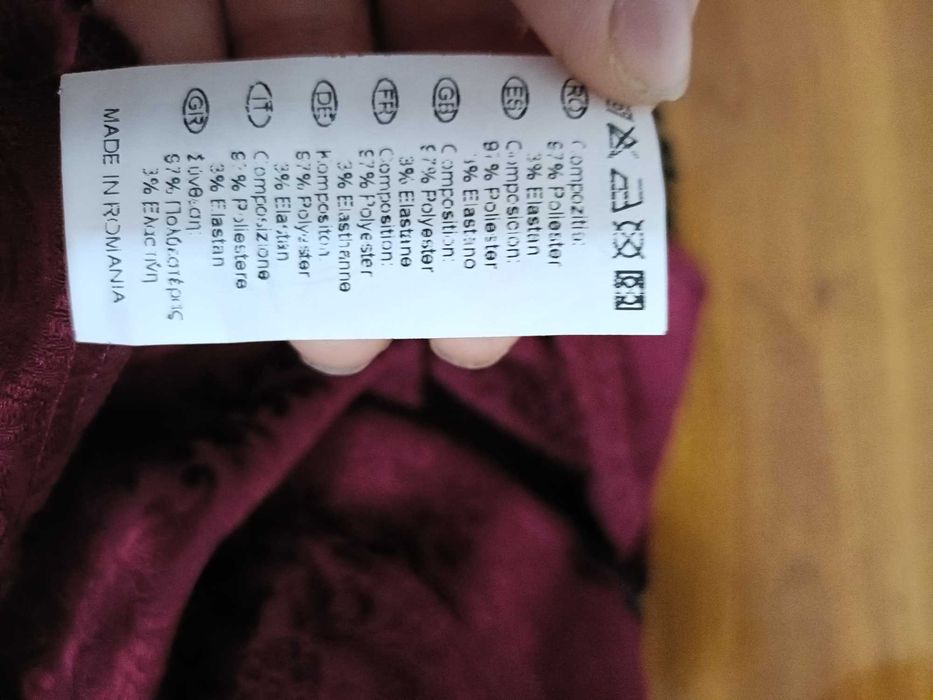 RO Compozitie:
97% Poliester
3% Elastan
ES Composicion:
97% Poliester
3% Elastano
GB Composition:
97% Polyester
3% Elastane
FR Composition:
97% Polyester
3% Elasthanne
DE Kompositon
97% Polyester
3% Elastan
IT Composizione
97% Poliestere
3% Elastan
GR Σύνθεση:
97% Πολυεστέρας
3% Ελαστίνη
MADE IN ROMANIA